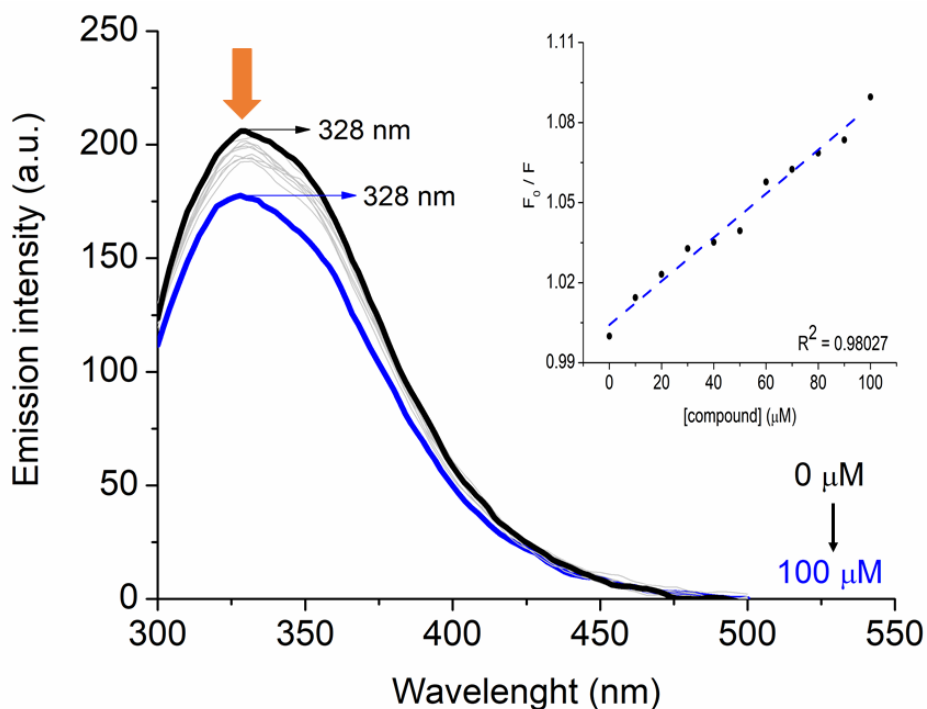 250
200
150
100
50
0
300
350
400
450
500
550
Emission intensity (a.u.)
Wavelenght (nm)
328 nm
328 nm
0 μM
100 μM
1.11
1.08
1.05
1.02
0.99
0
20
40
60
80
100
F0 / F
[compound] (μM)
R2 = 0.98027